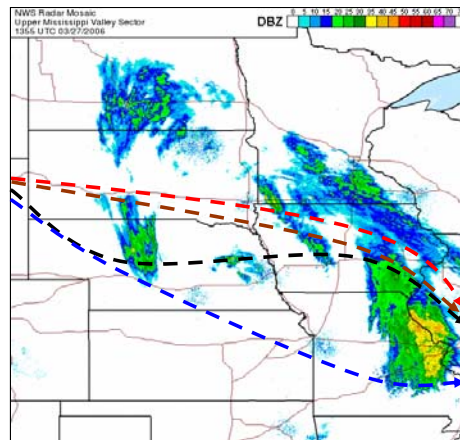 NWS Radar Mosaic
Upper Mississippi Valley Sector
1355 UTC 03/27/2006
DBZ
0 5 10 15 20 25 30 35 40 45 50 55 60 65 70